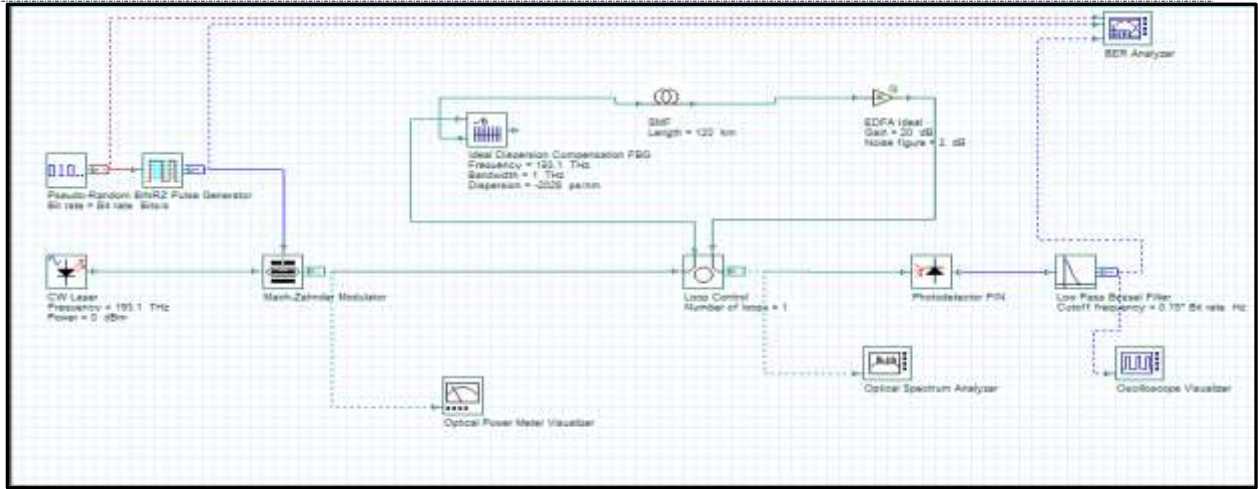 BER Analyzer
SMF
Length = 120 km
EDFA Ideal
Gain = 20 dB
Noise figure = 2 dB
Ideal Dispersion Compensation FBG
Frequency = 193.1 THz
Bandwidth = 1 THz
Dispersion = -2028 ps/nm
010..
Pseudo-Random
Pulse Generator
Bit rate = Bit rate Bits/s
CW Laser
Frequency = 193.1 THz
Power = 0 dBm
Mach-Zehnder Modulator
Loop Control
Number of loops = 1
Photodetector PIN
Low Pass Bessel Filter
Cutoff frequency = 0.75* Bit rate Hz
Optical Power Meter Visualizer
Optical Spectrum Analyzer
Oscilloscope Visualizer